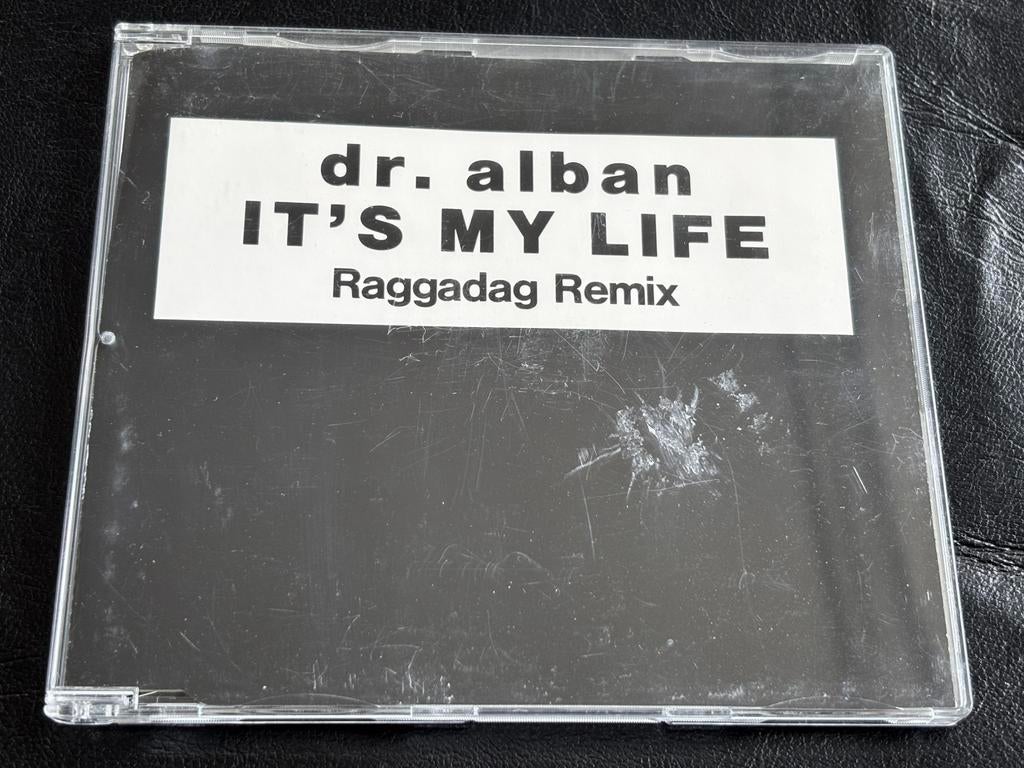 dr. alban
IT'S MY LIFE
Raggadag Remix